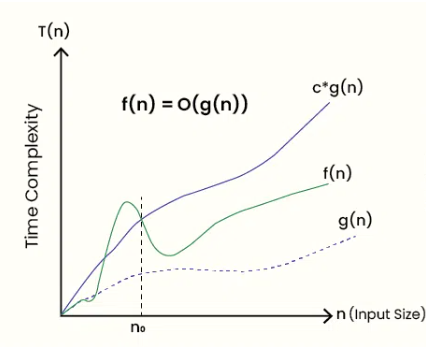 T(n)
c*g(n)
f(n) = O(g(n))
f(n)
g(n)
Time Complexity
n (Input Size)
n₀